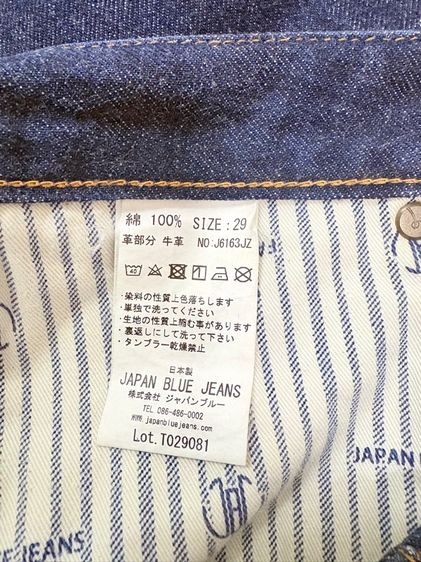 綿 100% SIZE:29
革部分 牛革 NO:J6163JZ
40
・染料の性質上色落ちします
・単独で洗ってください
・生地の性質上縮む事があります
・裏返しにして洗って下さい
・タンブラー乾燥禁止
日本製
JAPAN BLUE JEANS
株式会社 ジャパンブルー
TEL 086-486-0002
japanbluejeans.com
Lot.T029081
JAPAN
E JEANS